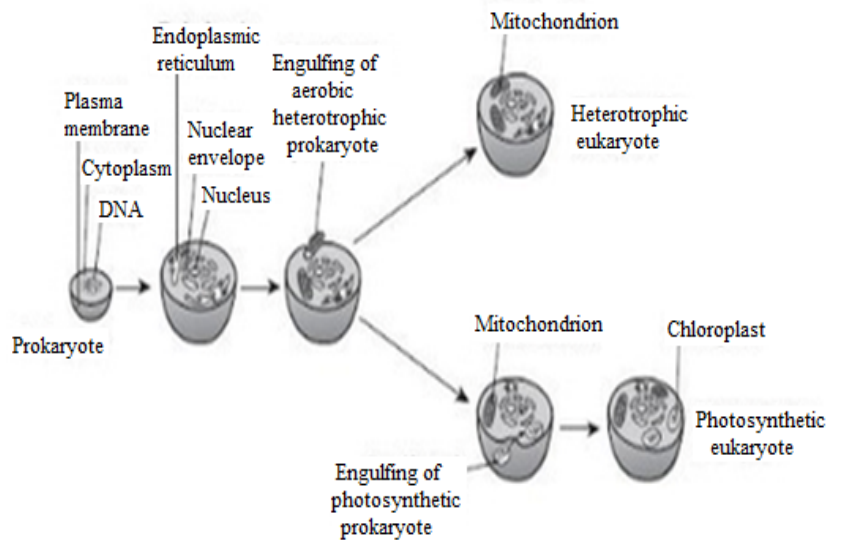 Endoplasmic
reticulum
Plasma
membrane
Cytoplasm
DNA
Nuclear
envelope
Nucleus
Engulfing of
aerobic
heterotrophic
prokaryote
Prokaryote
Mitochondrion
Heterotrophic
eukaryote
Mitochondrion
Chloroplast
Photosynthetic
eukaryote
Engulfing of
photosynthetic
prokaryote